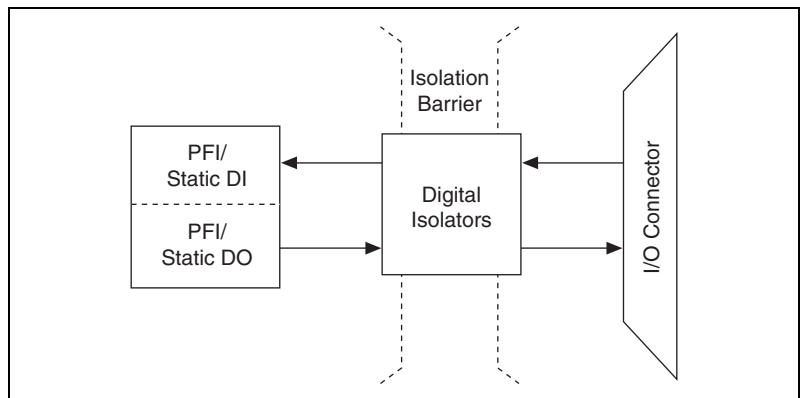 Isolation
Barrier
PFI/
Static DI
PFI/
Static DO
Digital
Isolators
I/O Connector